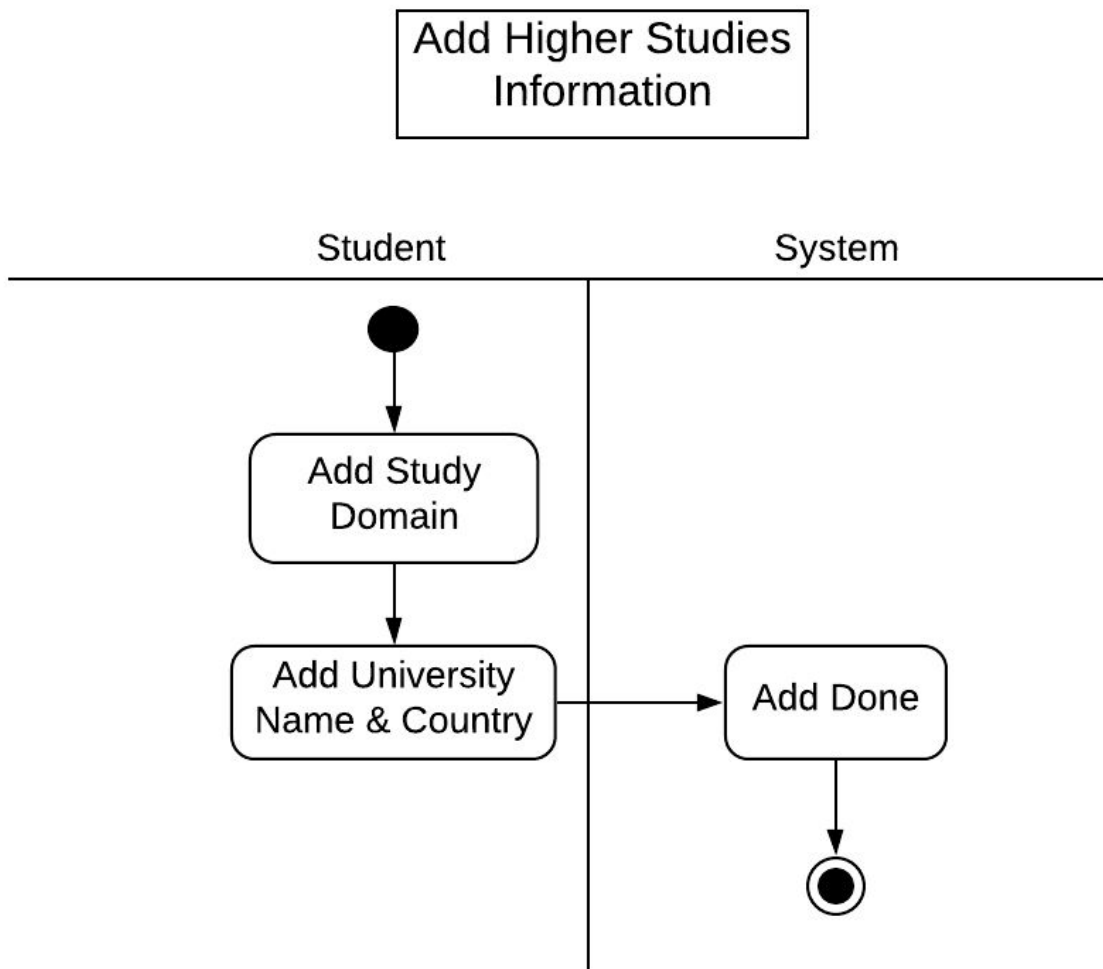 Add Higher Studies
Information
Student
System
Add Study
Domain
Add University
Name & Country
Add Done